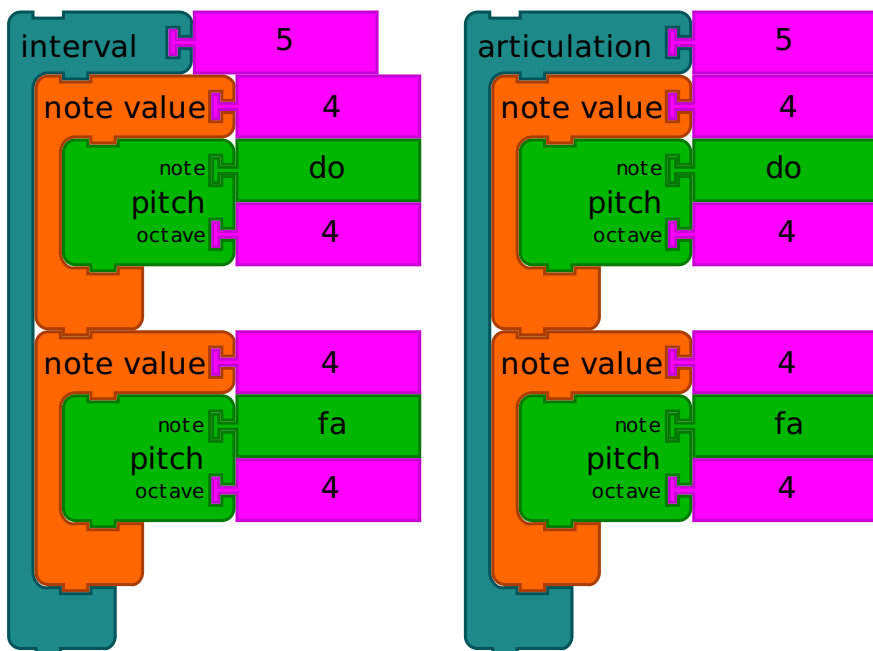 interval 5
note value 4
note do
pitch
octave 4
note value 4
note fa
pitch
octave 4
articulation 5
note value 4
note do
pitch
octave 4
note value 4
note fa
pitch
octave 4